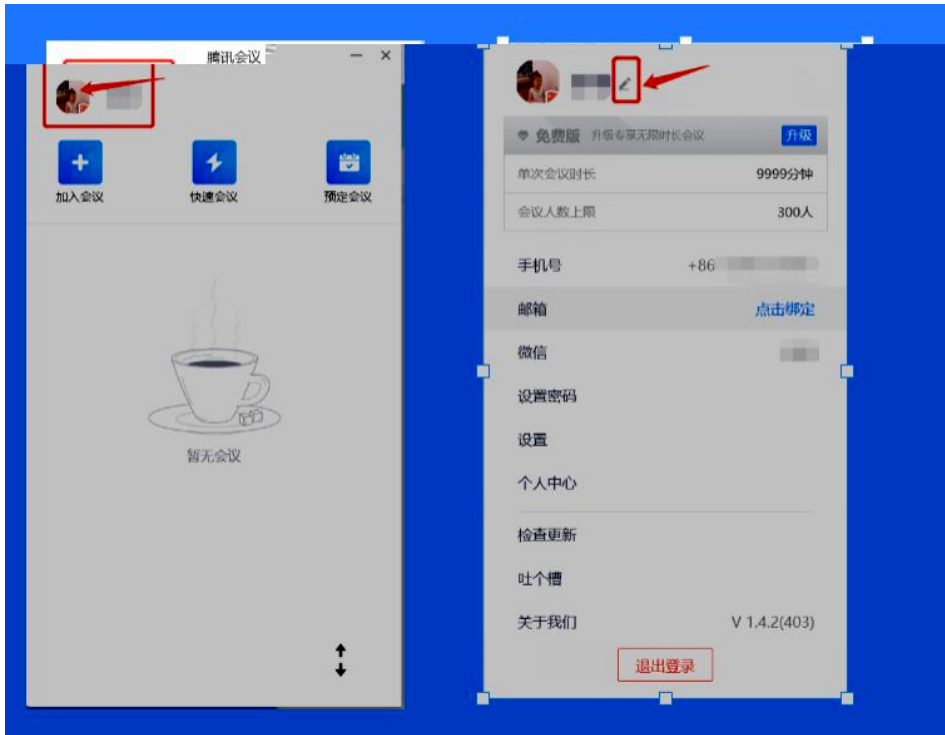 腾讯会议
加入会议
快速会议
预定会议
暂无会议
免费版 升级专享无限时长会议 升级
单次会议时长 9999分钟
会议人数上限 300人
手机号 +86
邮箱 点击绑定
微信
设置密码
设置
个人中心
检查更新
吐个槽
关于我们 V 1.4.2(403)
退出登录